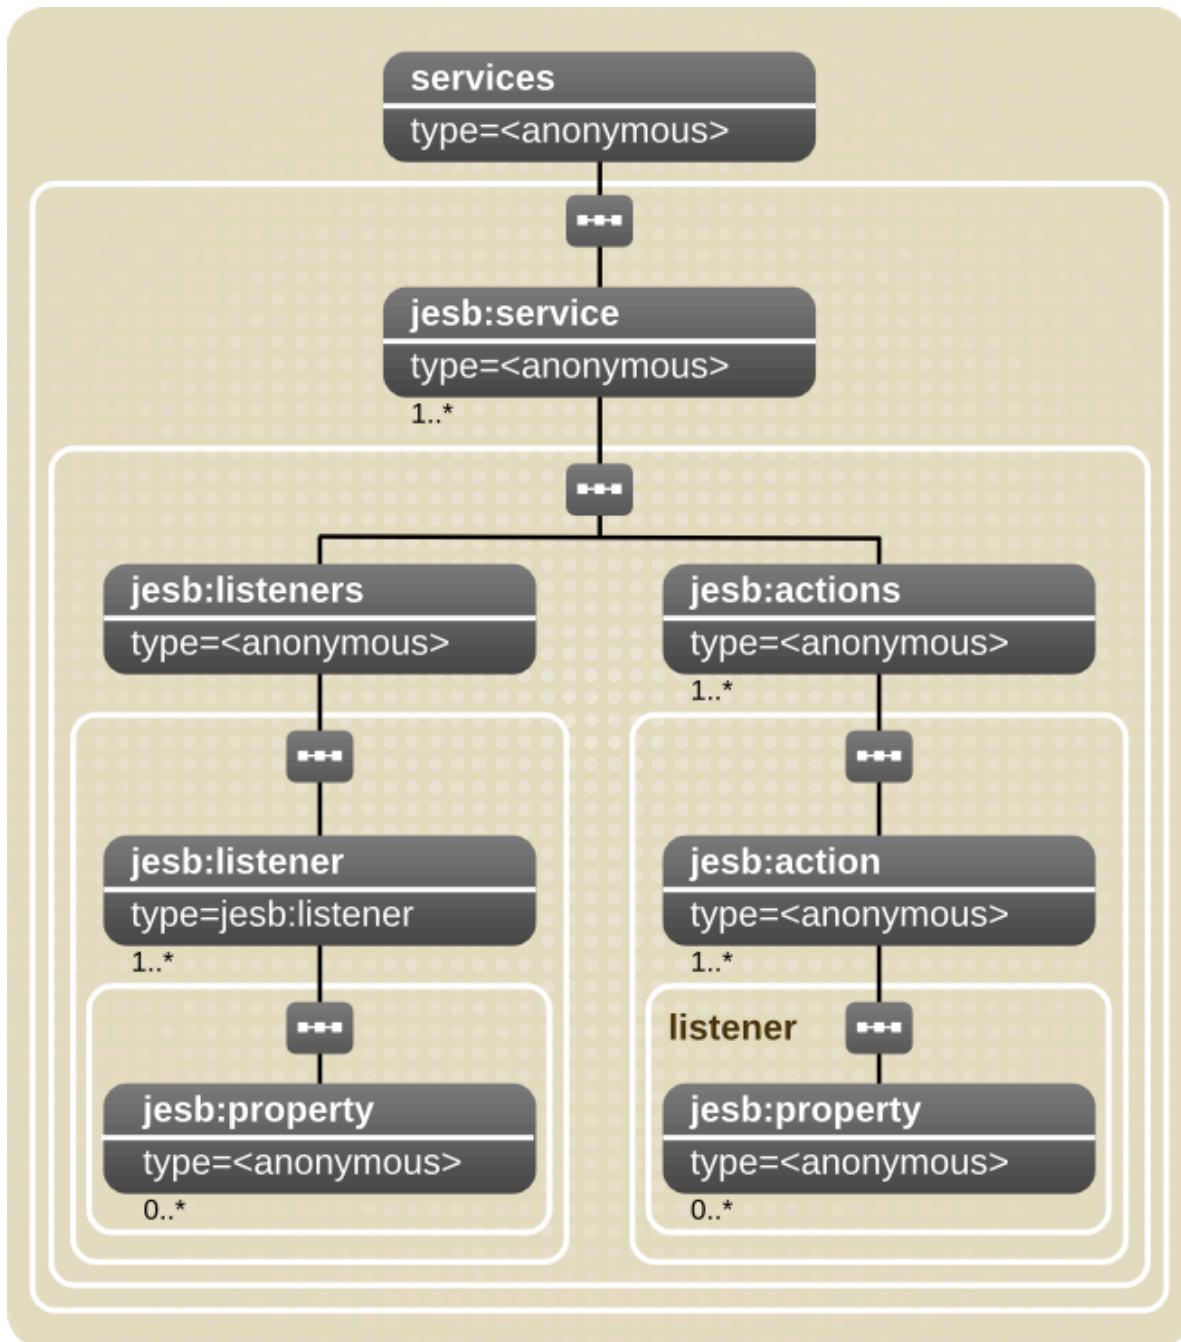 services
type=<anonymous>
jesb:service
type=<anonymous>
1..*
jesb:listeners
type=<anonymous>
jesb:actions
type=<anonymous>
1..*
jesb:listener
type=jesb:listener
1..*
jesb:action
type=<anonymous>
1..*
listener
jesb:property
type=<anonymous>
0..*
jesb:property
type=<anonymous>
0..*